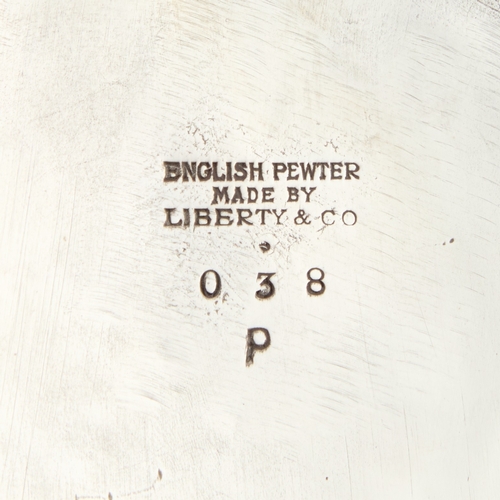 ENGLISH PEWTER
MADE BY
LIBERTY & CO
0 3 8
P